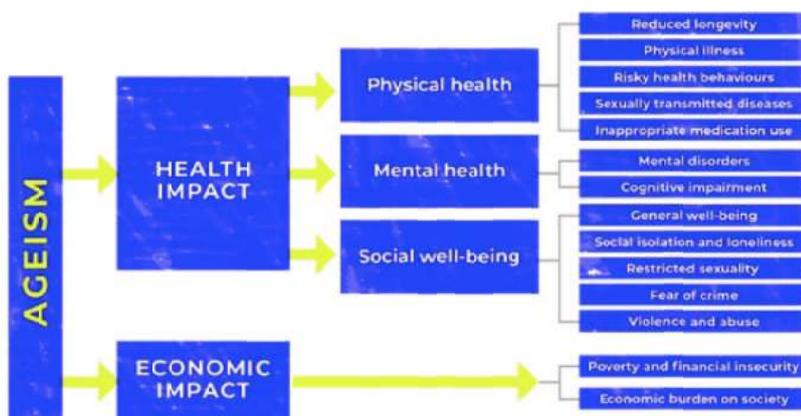 AGEISM
HEALTH
IMPACT
Physical health
Reduced longevity
Physical illness
Risky health behaviours
Sexually transmitted diseases
Inappropriate medication use
Mental health
Mental disorders
Cognitive impairment
Social well-being
General well-being
Social isolation and loneliness
Restricted sexuality
Fear of crime
Violence and abuse
ECONOMIC
IMPACT
Poverty and financial insecurity
Economic burden on society